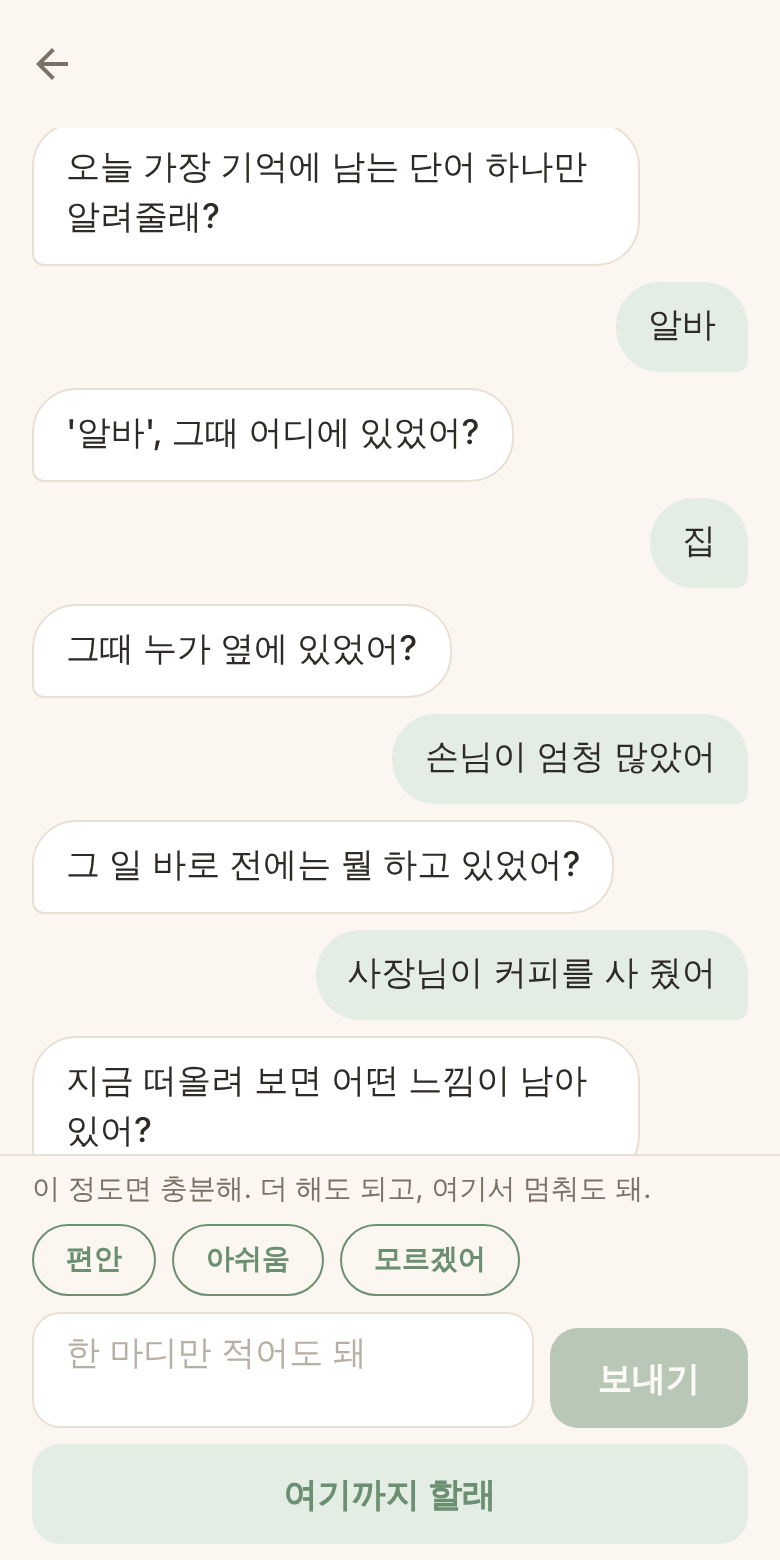 오늘 가장 기억에 남는 단어 하나만
알려줄래?
알바
'알바', 그때 어디에 있었어?
집
그때 누가 옆에 있었어?
손님이 엄청 많았어
그 일 바로 전에는 뭘 하고 있었어?
사장님이 커피를 사 줬어
지금 떠올려 보면 어떤 느낌이 남아
있어?
이 정도면 충분해. 더 해도 되고, 여기서 멈춰도 돼.
편안 아쉬움 모르겠어
한 마디만 적어도 돼
보내기
여기까지 할래